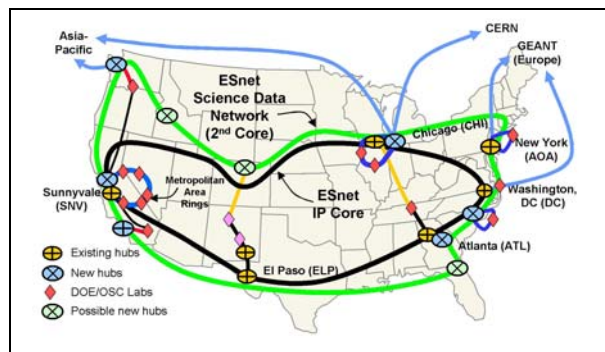 Asia-
Pacific
CERN
GEANT
(Europe)
ESnet
Science Data
Network
(2nd Core)
Chicago (CHI)
New York
(AOA)
ESnet
IP Core
Metropolitan
Area
Rings
Sunnyvale
(SNV)
Washington,
DC (DC)
Atlanta (ATL)
El Paso (ELP)
Existing hubs
New hubs
DOE/OSC Labs
Possible new hubs